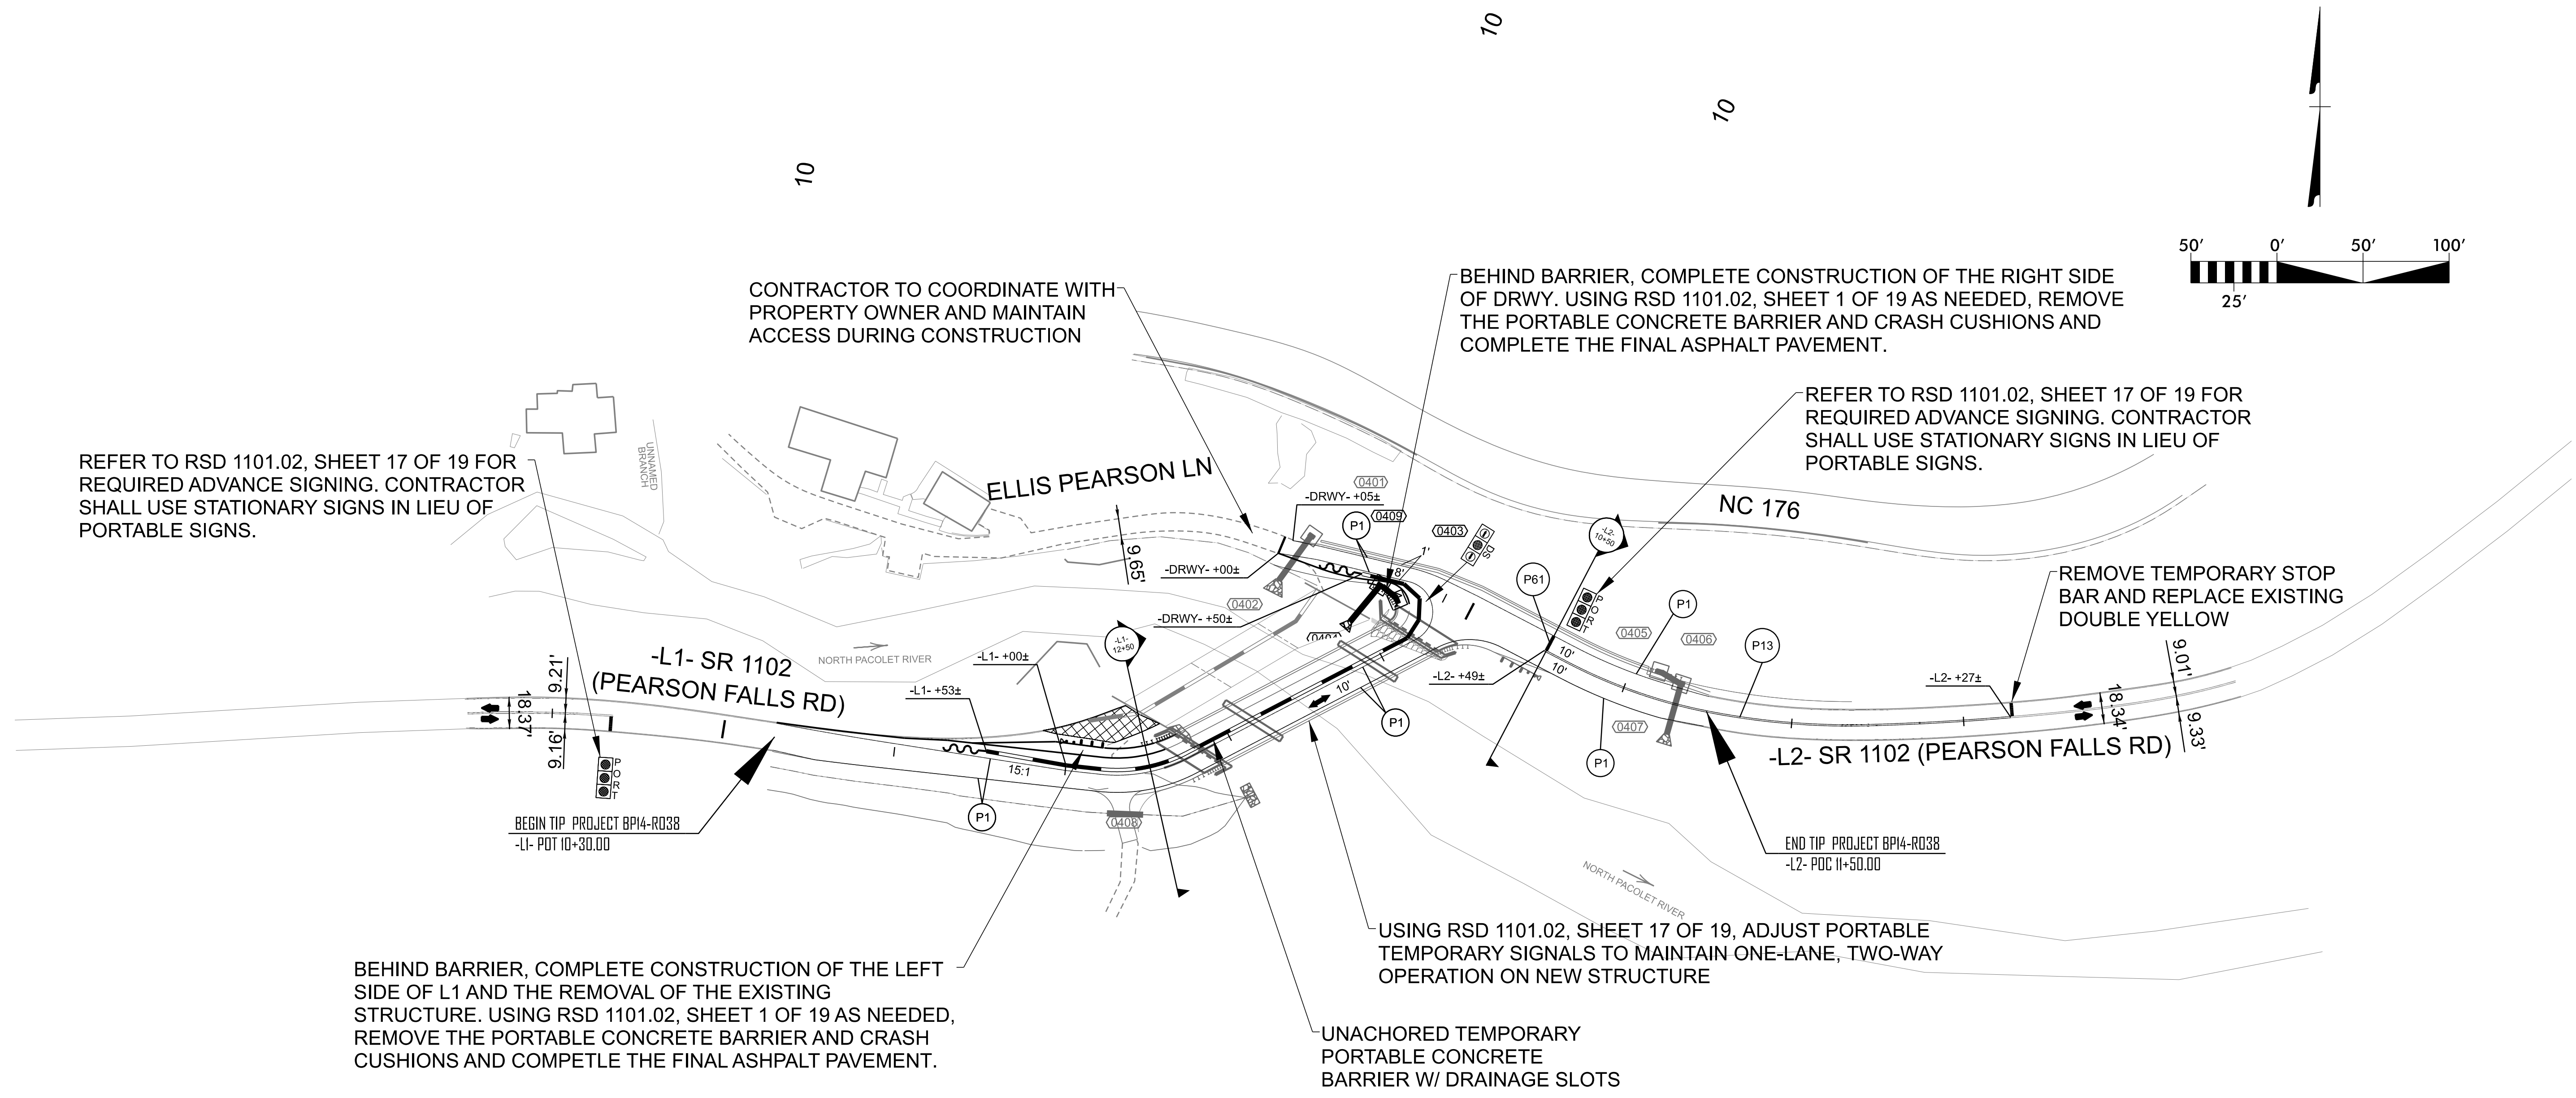 10
10
10
50' 0' 50' 100'
25'
CONTRACTOR TO COORDINATE WITH
PROPERTY OWNER AND MAINTAIN
ACCESS DURING CONSTRUCTION
BEHIND BARRIER, COMPLETE CONSTRUCTION OF THE RIGHT SIDE
OF DRWY. USING RSD 1101.02, SHEET 1 OF 19 AS NEEDED, REMOVE
THE PORTABLE CONCRETE BARRIER AND CRASH CUSHIONS AND
COMPLETE THE FINAL ASPHALT PAVEMENT.
REFER TO RSD 1101.02, SHEET 17 OF 19 FOR
REQUIRED ADVANCE SIGNING. CONTRACTOR
SHALL USE STATIONARY SIGNS IN LIEU OF
PORTABLE SIGNS.
REFER TO RSD 1101.02, SHEET 17 OF 19 FOR
REQUIRED ADVANCE SIGNING. CONTRACTOR
SHALL USE STATIONARY SIGNS IN LIEU OF
PORTABLE SIGNS.
UNNAMED
BRANCH
ELLIS PEARSON LN
NC 176
-DRWY- +05±
0401
0409
0403
P1
DS
1'
8'
-L2-
10+50
9.65'
-DRWY- +00±
0402
-DRWY- +50±
0404
P61
PORT
P1
0405
0406
P13
REMOVE TEMPORARY STOP
BAR AND REPLACE EXISTING
DOUBLE YELLOW
-L1-
12+50
NORTH PACOLET RIVER
-L1- SR 1102
(PEARSON FALLS RD)
-L1- +00±
-L1- +53±
10'
10'
-L2- +49±
-L2- +27±
9.01'
18.34'
9.33'
9.21'
18.37'
9.16'
10'
P1
0407
P1
-L2- SR 1102 (PEARSON FALLS RD)
15:1
PORT
P1
0408
BEGIN TIP PROJECT BP14-R038
-L1- POT 10+30.00
END TIP PROJECT BP14-R038
-L2- POC 11+50.00
NORTH PACOLET RIVER
USING RSD 1101.02, SHEET 17 OF 19, ADJUST PORTABLE
TEMPORARY SIGNALS TO MAINTAIN ONE-LANE, TWO-WAY
OPERATION ON NEW STRUCTURE
BEHIND BARRIER, COMPLETE CONSTRUCTION OF THE LEFT
SIDE OF L1 AND THE REMOVAL OF THE EXISTING
STRUCTURE. USING RSD 1101.02, SHEET 1 OF 19 AS NEEDED,
REMOVE THE PORTABLE CONCRETE BARRIER AND CRASH
CUSHIONS AND COMPETLE THE FINAL ASHPALT PAVEMENT.
UNACHORED TEMPORARY
PORTABLE CONCRETE
BARRIER W/ DRAINAGE SLOTS